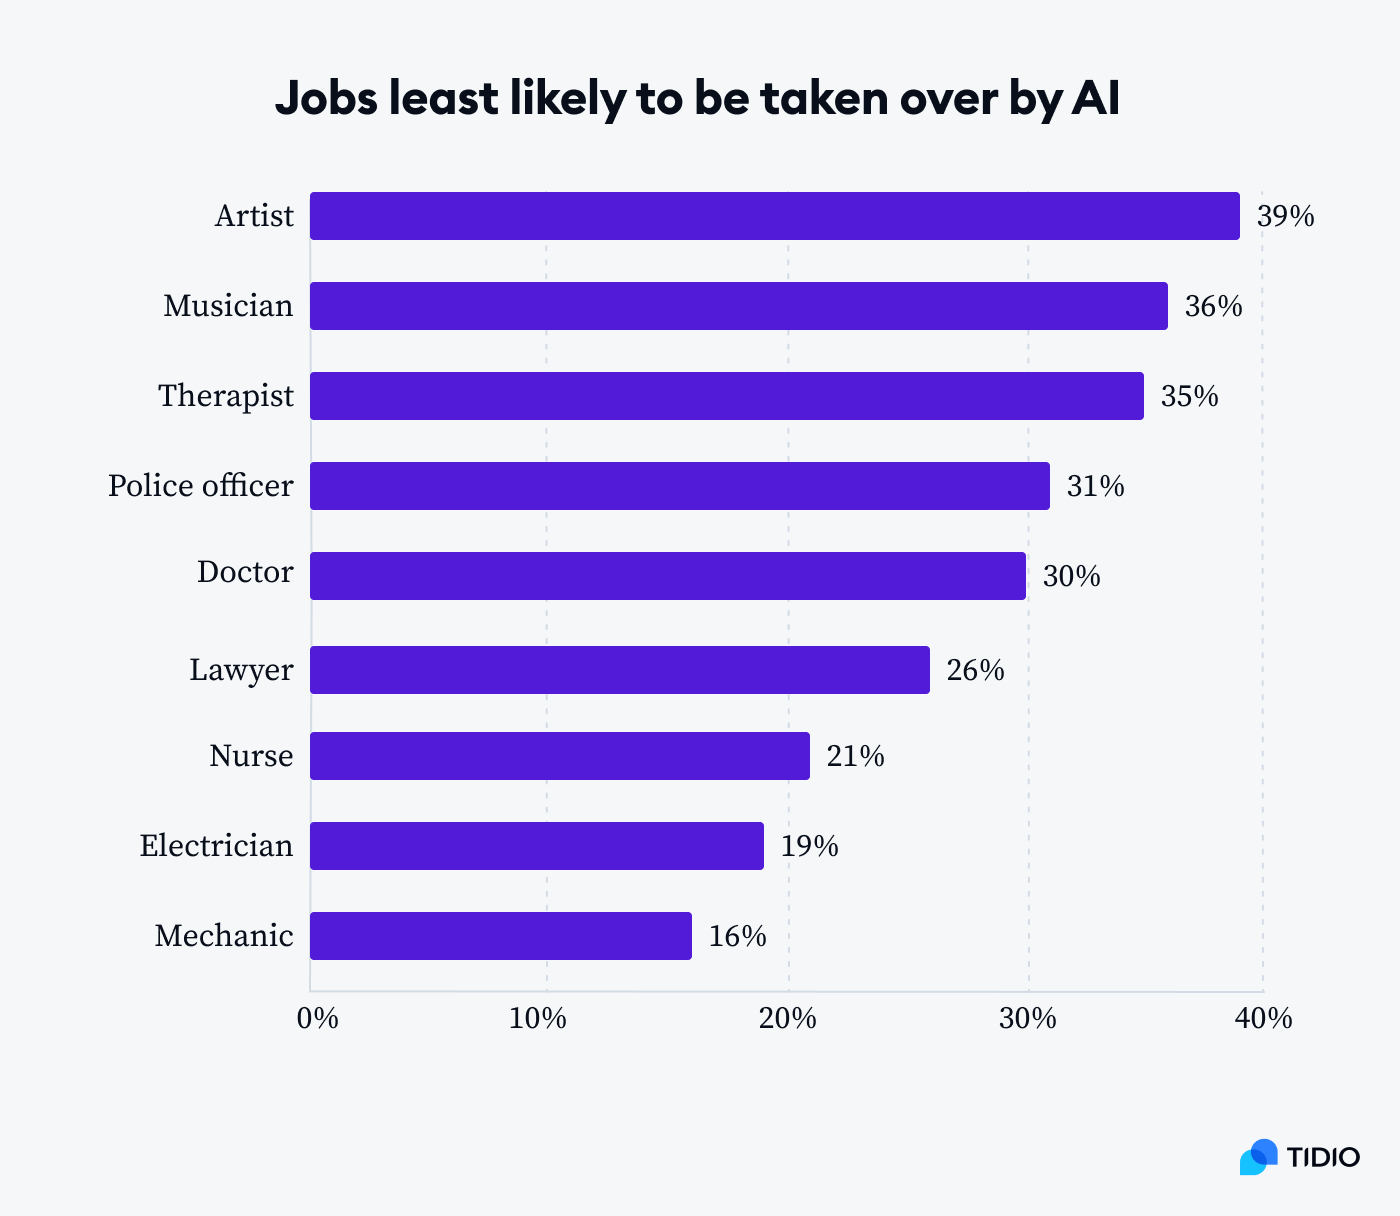 Jobs least likely to be taken over by AI
Artist 39%
Musician 36%
Therapist 35%
Police officer 31%
Doctor 30%
Lawyer 26%
Nurse 21%
Electrician 19%
Mechanic 16%
0% 10% 20% 30% 40%
TIDIO